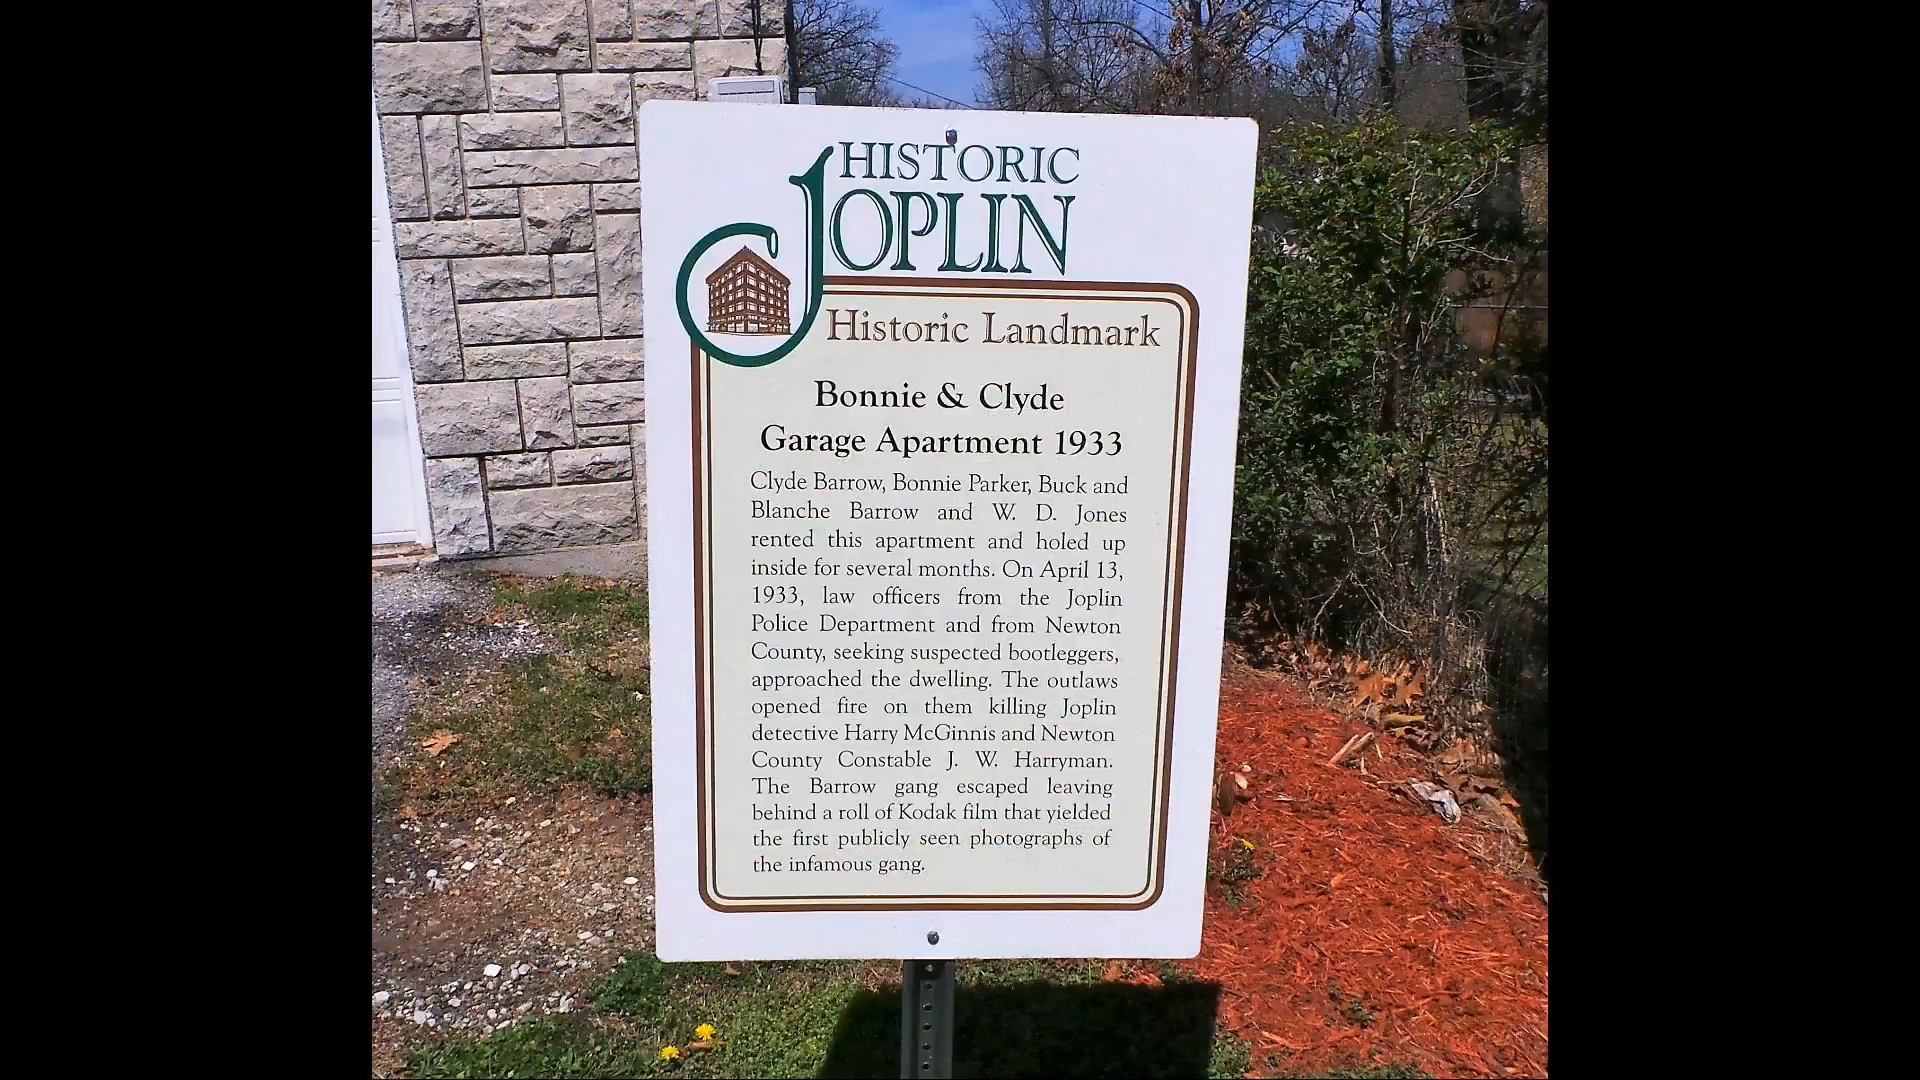 HISTORIC
JOPLIN
Historic Landmark
Bonnie & Clyde
Garage Apartment 1933
Clyde Barrow, Bonnie Parker, Buck and
Blanche Barrow and W. D. Jones
rented this apartment and holed up
inside for several months. On April 13,
1933, law officers from the Joplin
Police Department and from Newton
County, seeking suspected bootleggers,
approached the dwelling. The outlaws
opened fire on them killing Joplin
detective Harry McGinnis and Newton
County Constable J. W. Harryman.
The Barrow gang escaped leaving
behind a roll of Kodak film that yielded
the first publicly seen photographs of
the infamous gang.